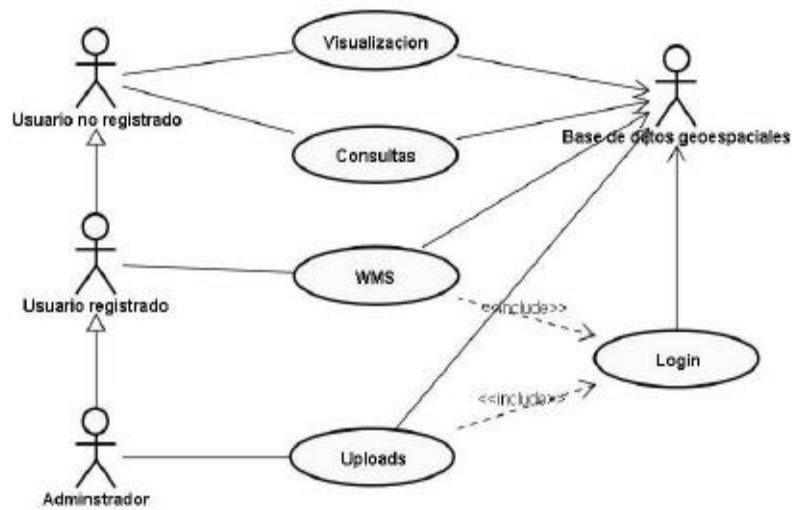 Visualizacion
Usuario no registrado
Base de datos geoespaciales
Consultas
WMS
Usuario registrado
<<include>>
Login
<<include>>
Uploads
Adminstrador